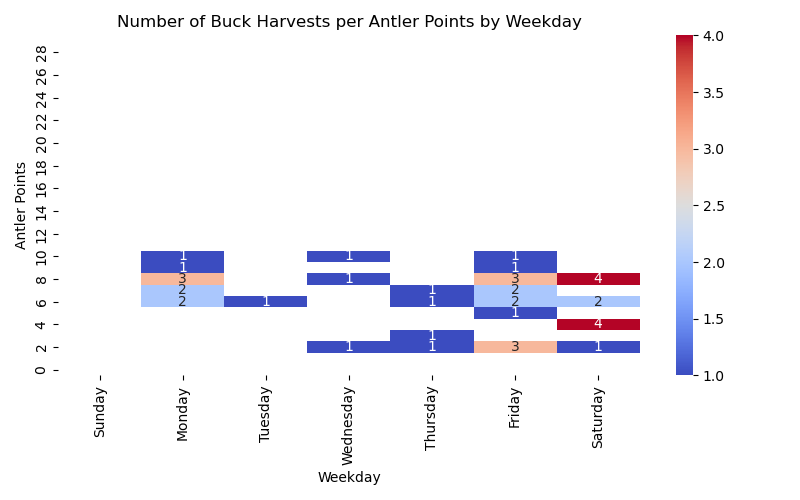 Number of Buck Harvests per Antler Points by Weekday
28
26
24
22
20
18
16
14
12
10
8
6
4
2
0
Antler Points
1 1 1
1 1
3 1 3 4
2 1 2
2 1 1 2 2
1
4
1
1 1 3 1
Sunday Monday Tuesday Wednesday Thursday Friday Saturday
Weekday
4.0
3.5
3.0
2.5
2.0
1.5
1.0